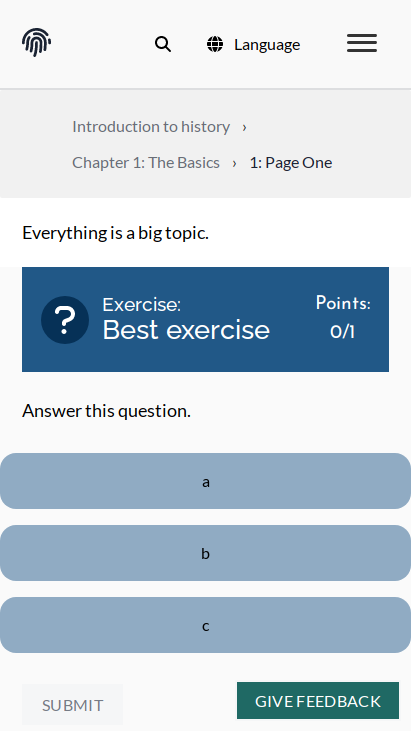 Language
Introduction to history ›
Chapter 1: The Basics › 1: Page One
Everything is a big topic.
Exercise:
Best exercise
Points:
0/1
Answer this question.
a
b
c
SUBMIT
GIVE FEEDBACK